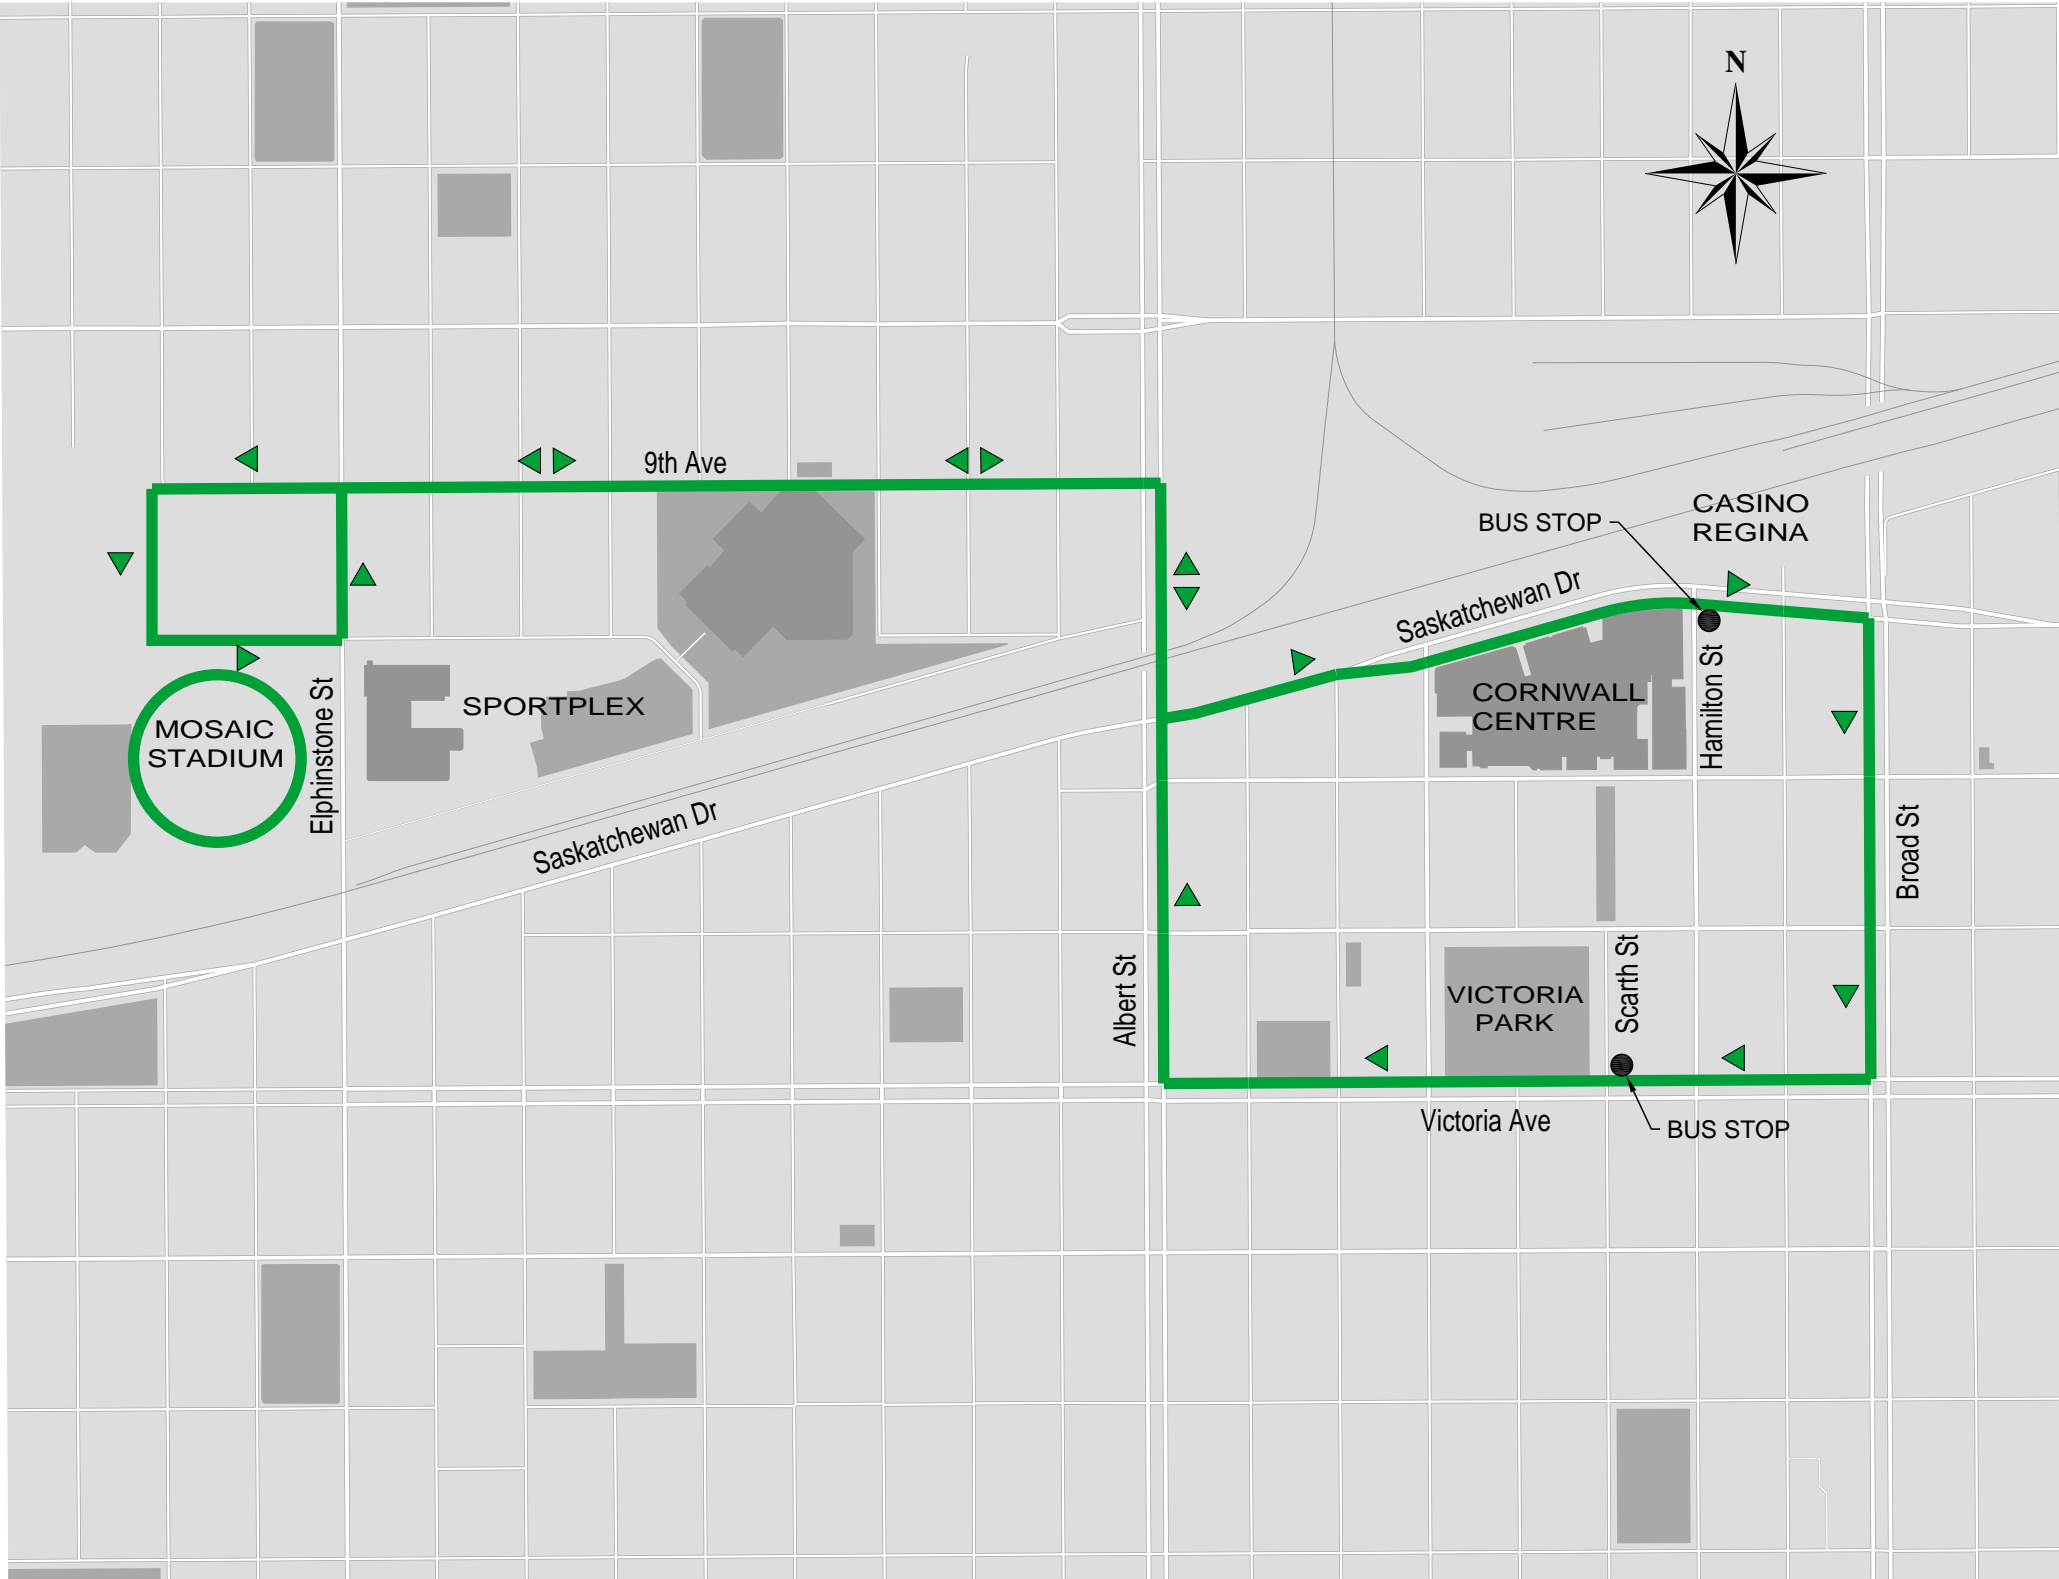 N
9th Ave
CASINO
REGINA
BUS STOP
Saskatchewan Dr
Hamilton St
CORNWALL
CENTRE
SPORTPLEX
MOSAIC
STADIUM
Elphinstone St
Saskatchewan Dr
Broad St
Albert St
Scarth St
VICTORIA
PARK
Victoria Ave
BUS STOP